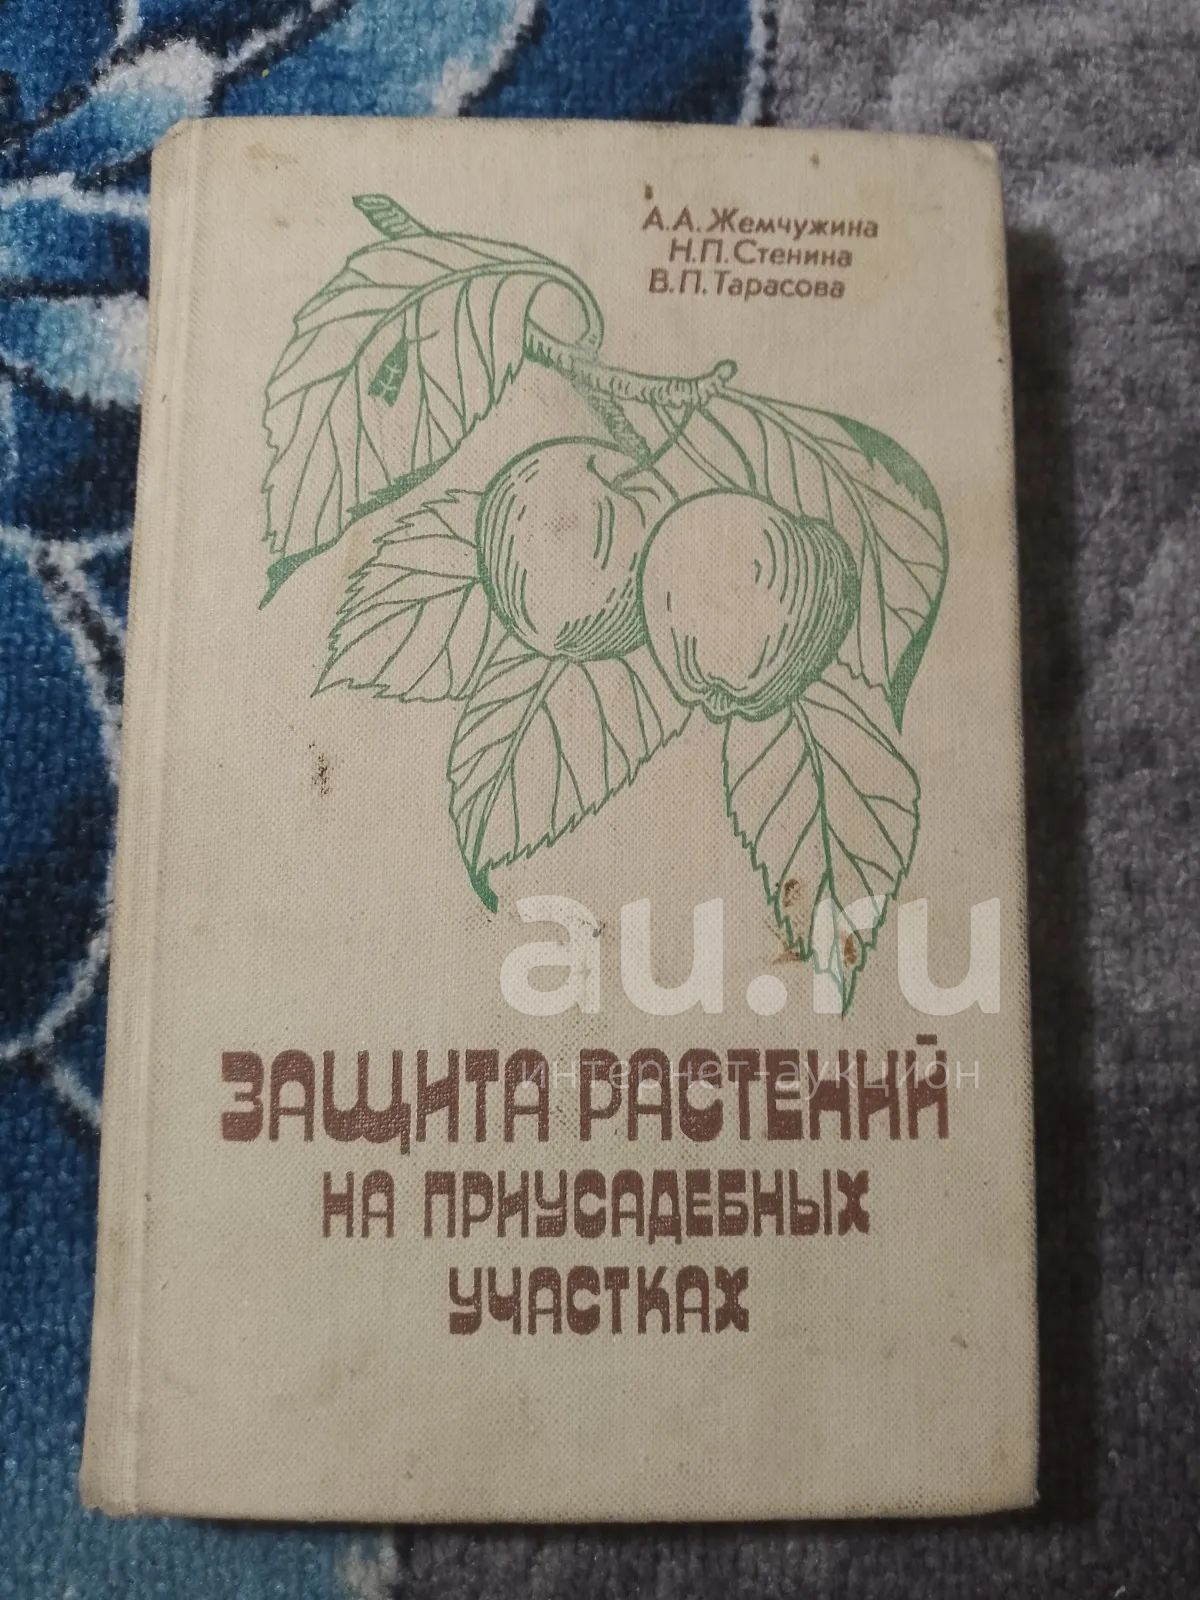 А.А.Жемчужина
Н.П.Стенина
В.П.Тарасова
au.ru
интернет-аукцион
ЗАЩИТА РАСТЕНИЙ
НА ПРИУСАДЕБНЫХ
УЧАСТКАХ